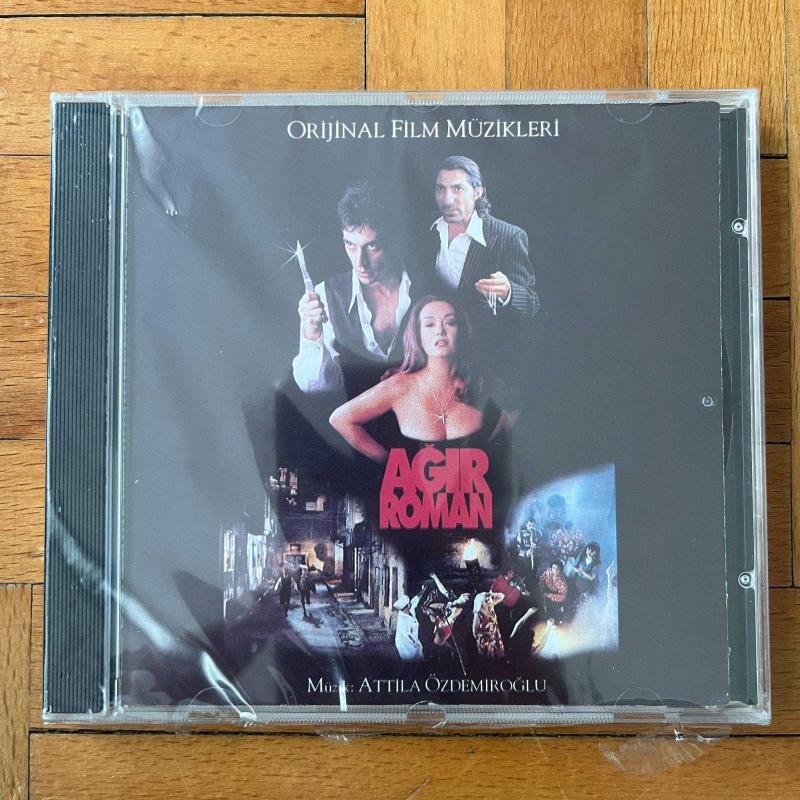 ORİJİNAL FİLM MÜZİKLERİ
AĞIR
ROMAN
Müzik: ATTİLA ÖZDEMİROĞLU